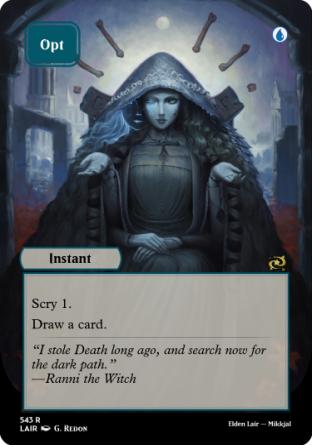 Opt
Instant
Scry 1.
Draw a card.
“I stole Death long ago, and search now for
the dark path.”
—Ranni the Witch
543 R
LAIR G. Redon
Elden Lair — Mikkjal